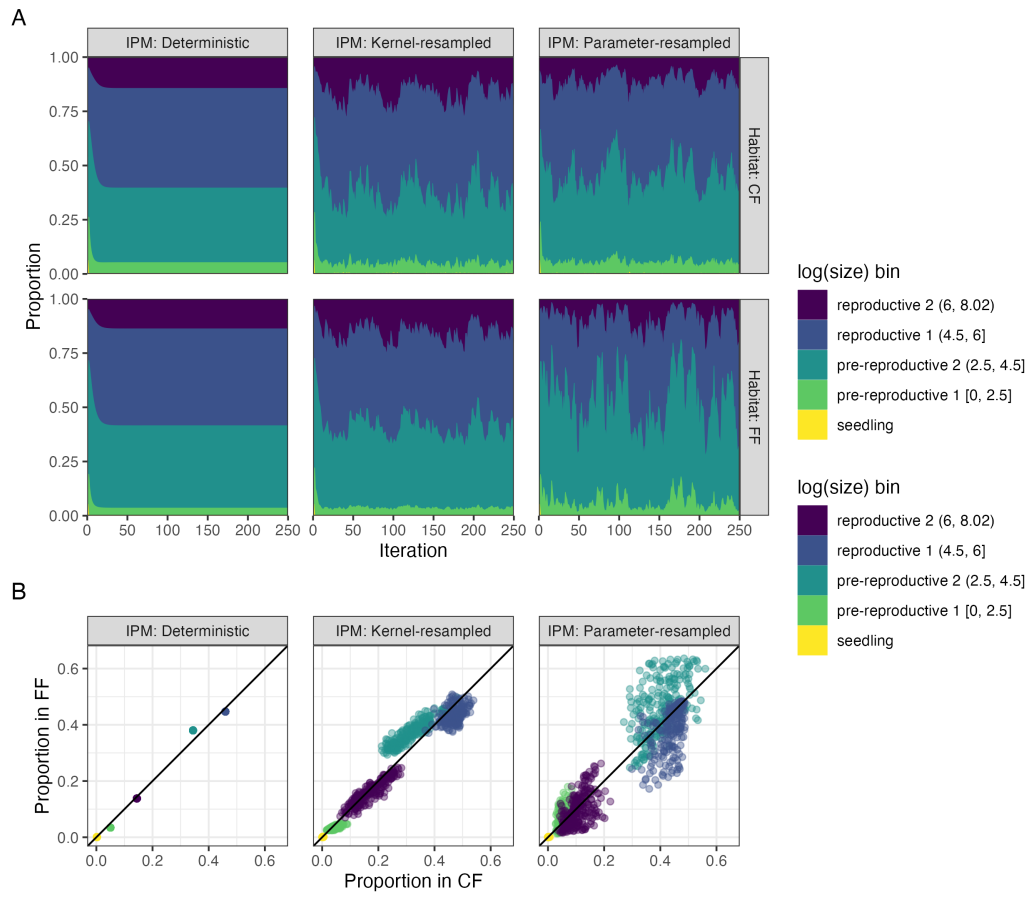 A
IPM: Deterministic
IPM: Kernel-resampled
IPM: Parameter-resampled
1.00
0.75
0.50
0.25
0.00
Habitat: CF
Proportion
1.00
0.75
0.50
0.25
0.00
Habitat: FF
0 50 100 150 200 250
0 50 100 150 200 250
0 50 100 150 200 250
Iteration
log(size) bin
reproductive 2 (6, 8.02)
reproductive 1 (4.5, 6]
pre-reproductive 2 (2.5, 4.5]
pre-reproductive 1 [0, 2.5]
seedling
log(size) bin
reproductive 2 (6, 8.02)
reproductive 1 (4.5, 6]
pre-reproductive 2 (2.5, 4.5]
pre-reproductive 1 [0, 2.5]
seedling
B
IPM: Deterministic
IPM: Kernel-resampled
IPM: Parameter-resampled
Proportion in FF
0.6
0.4
0.2
0.0
0.0 0.2 0.4 0.6
0.0 0.2 0.4 0.6
0.0 0.2 0.4 0.6
Proportion in CF